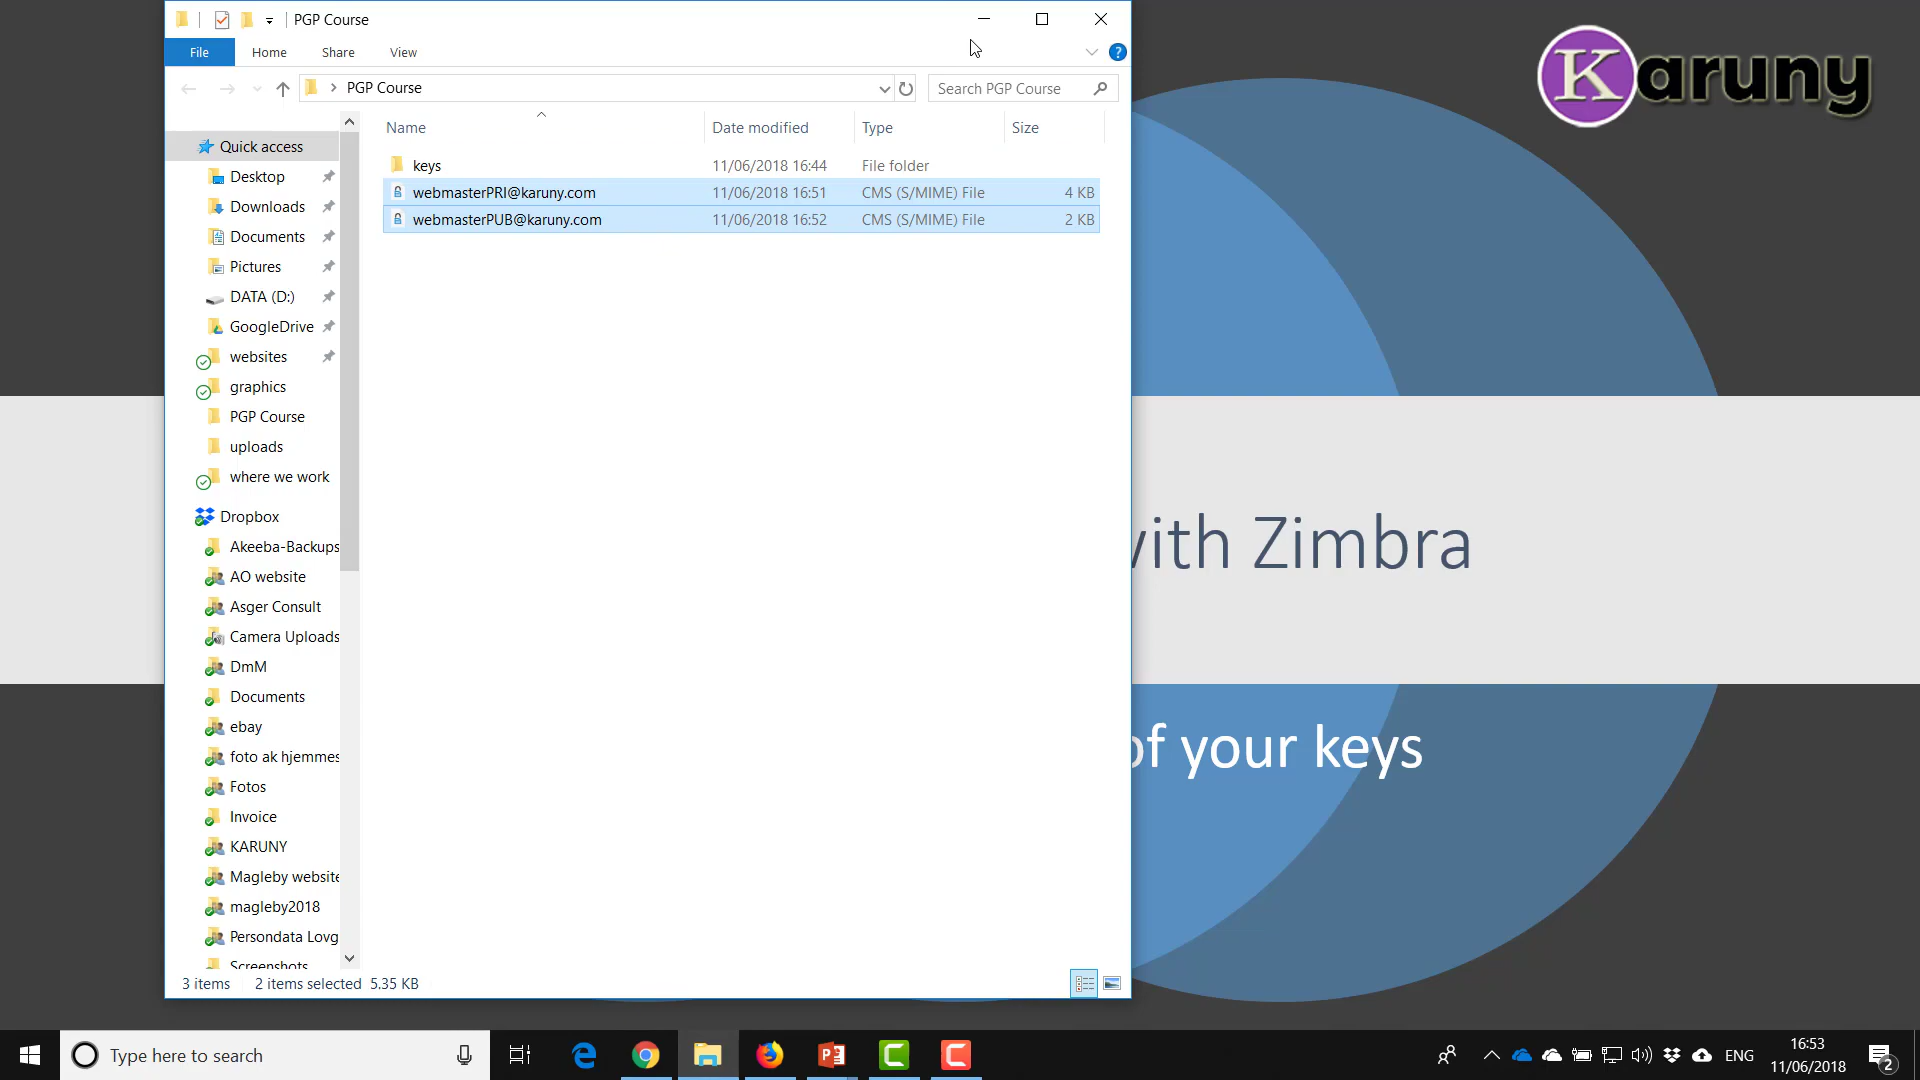 PGP Course
File Home Share View
PGP Course
Search PGP Course
Name Date modified Type Size
keys 11/06/2018 16:44 File folder
webmasterPRI@karuny.com 11/06/2018 16:51 CMS (S/MIME) File 4 KB
webmasterPUB@karuny.com 11/06/2018 16:52 CMS (S/MIME) File 2 KB
Quick access
Desktop
Downloads
Documents
Pictures
DATA (D:)
GoogleDrive
websites
graphics
PGP Course
uploads
where we work
Dropbox
Akeeba-Backups
AO website
Asger Consult
Camera Uploads
DmM
Documents
ebay
foto ak hjemmes
Fotos
Invoice
KARUNY
Magleby website
magleby2018
Persondata Lovg
Screenshots
3 items 2 items selected 5.35 KB
Karuny
with Zimbra
of your keys
Type here to search
ENG
16:53
11/06/2018
2